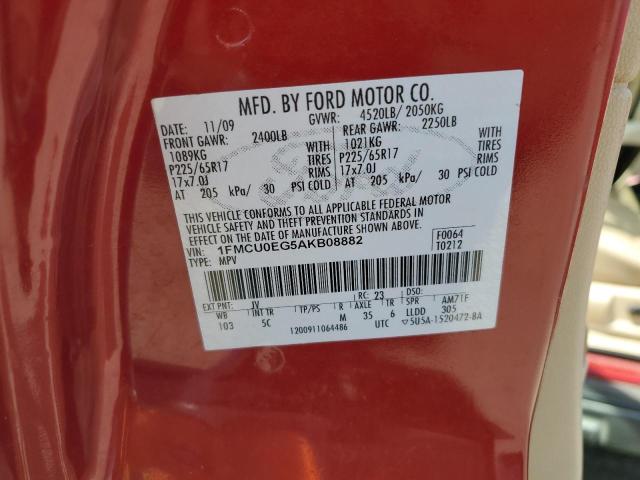 MFD. BY FORD MOTOR CO.
DATE: 11/09 GVWR: 4520LB/ 2050KG
FRONT GAWR: 2400LB REAR GAWR: 2250LB
1089KG 1021KG
P225/65R17 TIRES P225/65R17 TIRES
17x7.0J RIMS 17x7.0J RIMS
AT 205 kPa/ 30 PSI COLD AT 205 kPa/ 30 PSI COLD
THIS VEHICLE CONFORMS TO ALL APPLICABLE FEDERAL MOTOR
VEHICLE SAFETY AND THEFT PREVENTION STANDARDS IN
EFFECT ON THE DATE OF MANUFACTURE SHOWN ABOVE.
VIN: 1FMCU0EG5AKB08882 F0064
TYPE: MPV T0212
EXT PNT: JV RC: 23 DSO:
WB INT TR TP/PS R AXLE TR SPR AM7TF
103 5C M 35 6 LLDD 305
1200911064486 UTC 5U5A-1520472-BA